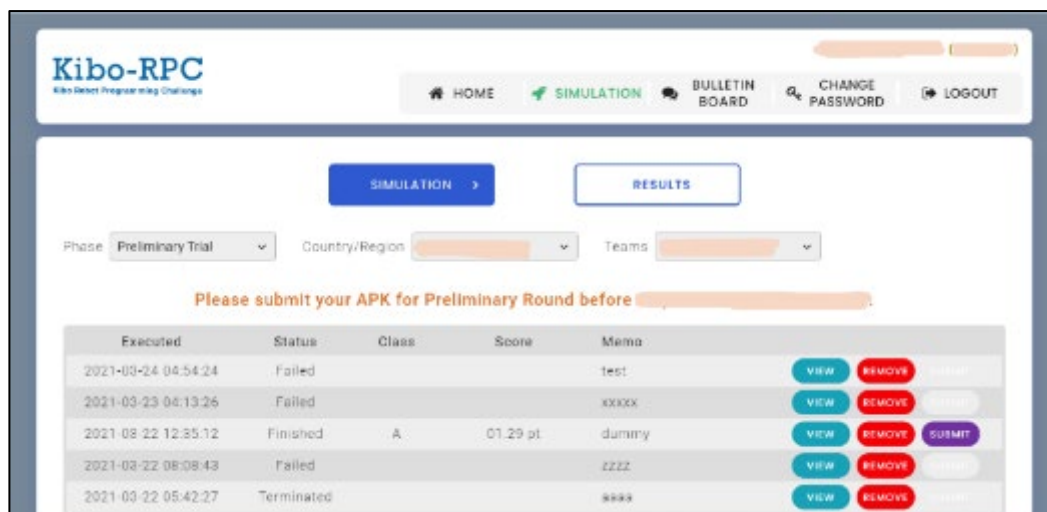 Kibo-RPC
Kibo Robot Programming Challenge
HOME SIMULATION BULLETIN BOARD CHANGE PASSWORD LOGOUT
SIMULATION > RESULTS
Phase Preliminary Trial Country/Region Teams
Please submit your APK for Preliminary Round before .
Executed Status Class Score Memo
2021-03-24 04:54:24 Failed test VIEW REMOVE SUBMIT
2021-03-23 04:13:26 Failed xxxxx VIEW REMOVE SUBMIT
2021-03-22 12:35:12 Finished A 01.29 pt dummy VIEW REMOVE SUBMIT
2021-03-22 08:08:43 Failed zzzz VIEW REMOVE SUBMIT
2021-03-22 05:42:27 Terminated aaaa VIEW REMOVE